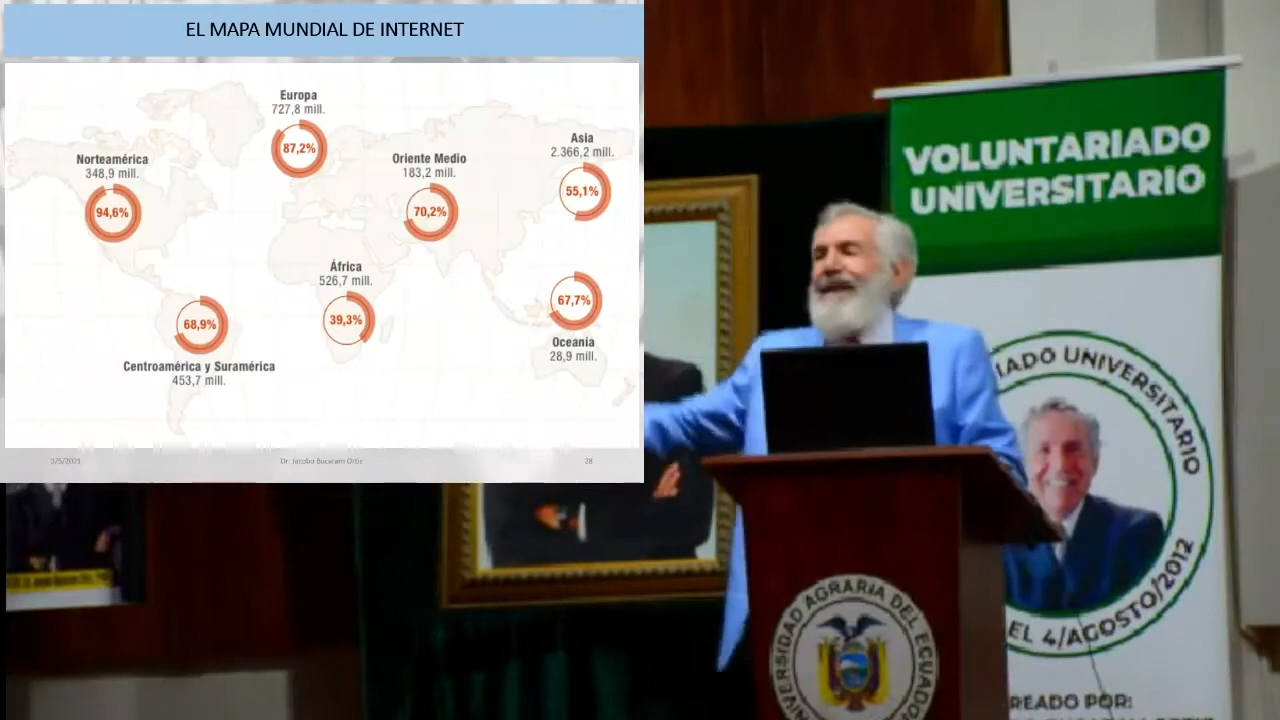 EL MAPA MUNDIAL DE INTERNET
Europa
727,8 mill.
87,2%
Norteamérica
348,9 mill.
94,6%
Oriente Medio
183,2 mill.
70,2%
Asia
2.366,2 mill.
55,1%
África
526,7 mill.
39,3%
67,7%
Oceanía
28,9 mill.
68,9%
Centroamérica y Suramérica
453,7 mill.
3/5/2021
Dr. Jacobo Bucaram Ortiz
28
VOLUNTARIADO
UNIVERSITARIO
IADO UNIVERSITARIO
EL 4/AGOSTO/2012
READO POR:
UNIVERSIDAD AGRARIA DEL ECUADOR